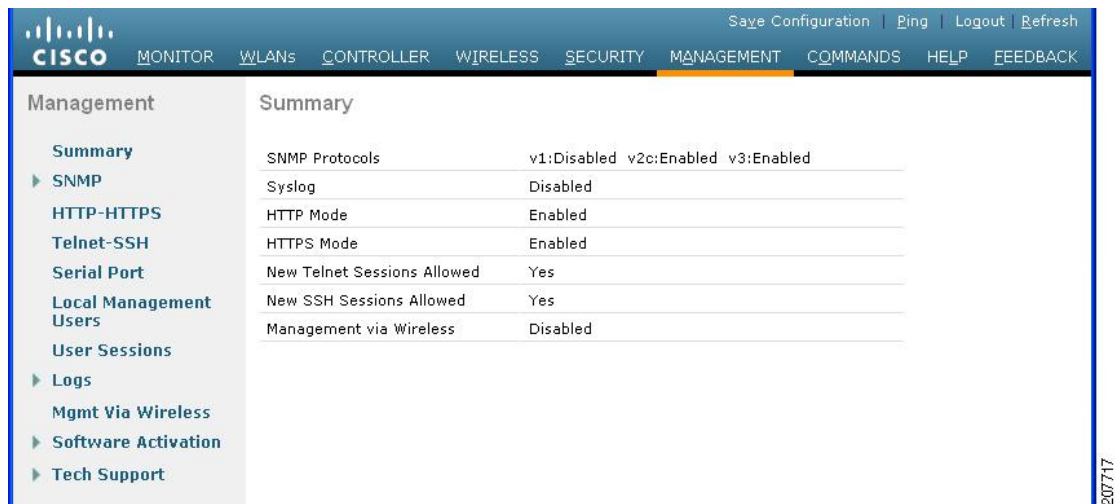 Save Configuration | Ping | Logout | Refresh
CISCO MONITOR WLANs CONTROLLER WIRELESS SECURITY MANAGEMENT COMMANDS HELP FEEDBACK
Management
Summary
SNMP
HTTP-HTTPS
Telnet-SSH
Serial Port
Local Management
Users
User Sessions
Logs
Mgmt Via Wireless
Software Activation
Tech Support
Summary
SNMP Protocols v1:Disabled v2c:Enabled v3:Enabled
Syslog Disabled
HTTP Mode Enabled
HTTPS Mode Enabled
New Telnet Sessions Allowed Yes
New SSH Sessions Allowed Yes
Management via Wireless Disabled
207717